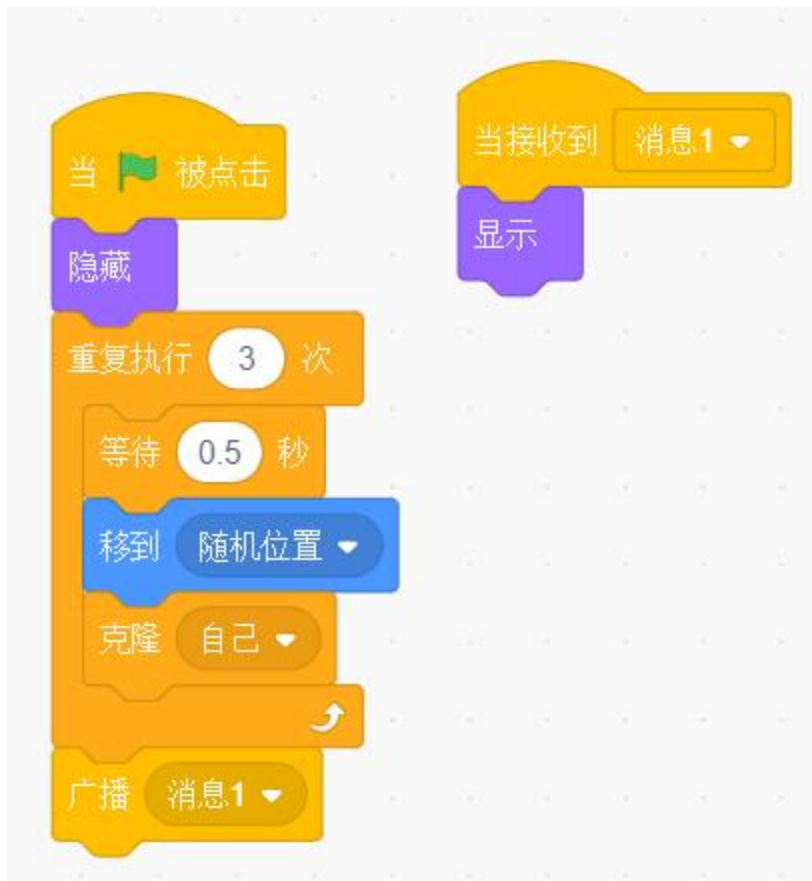 当 被点击
隐藏
重复执行 3 次
等待 0.5 秒
移到 随机位置
克隆 自己
广播 消息1
当接收到 消息1
显示